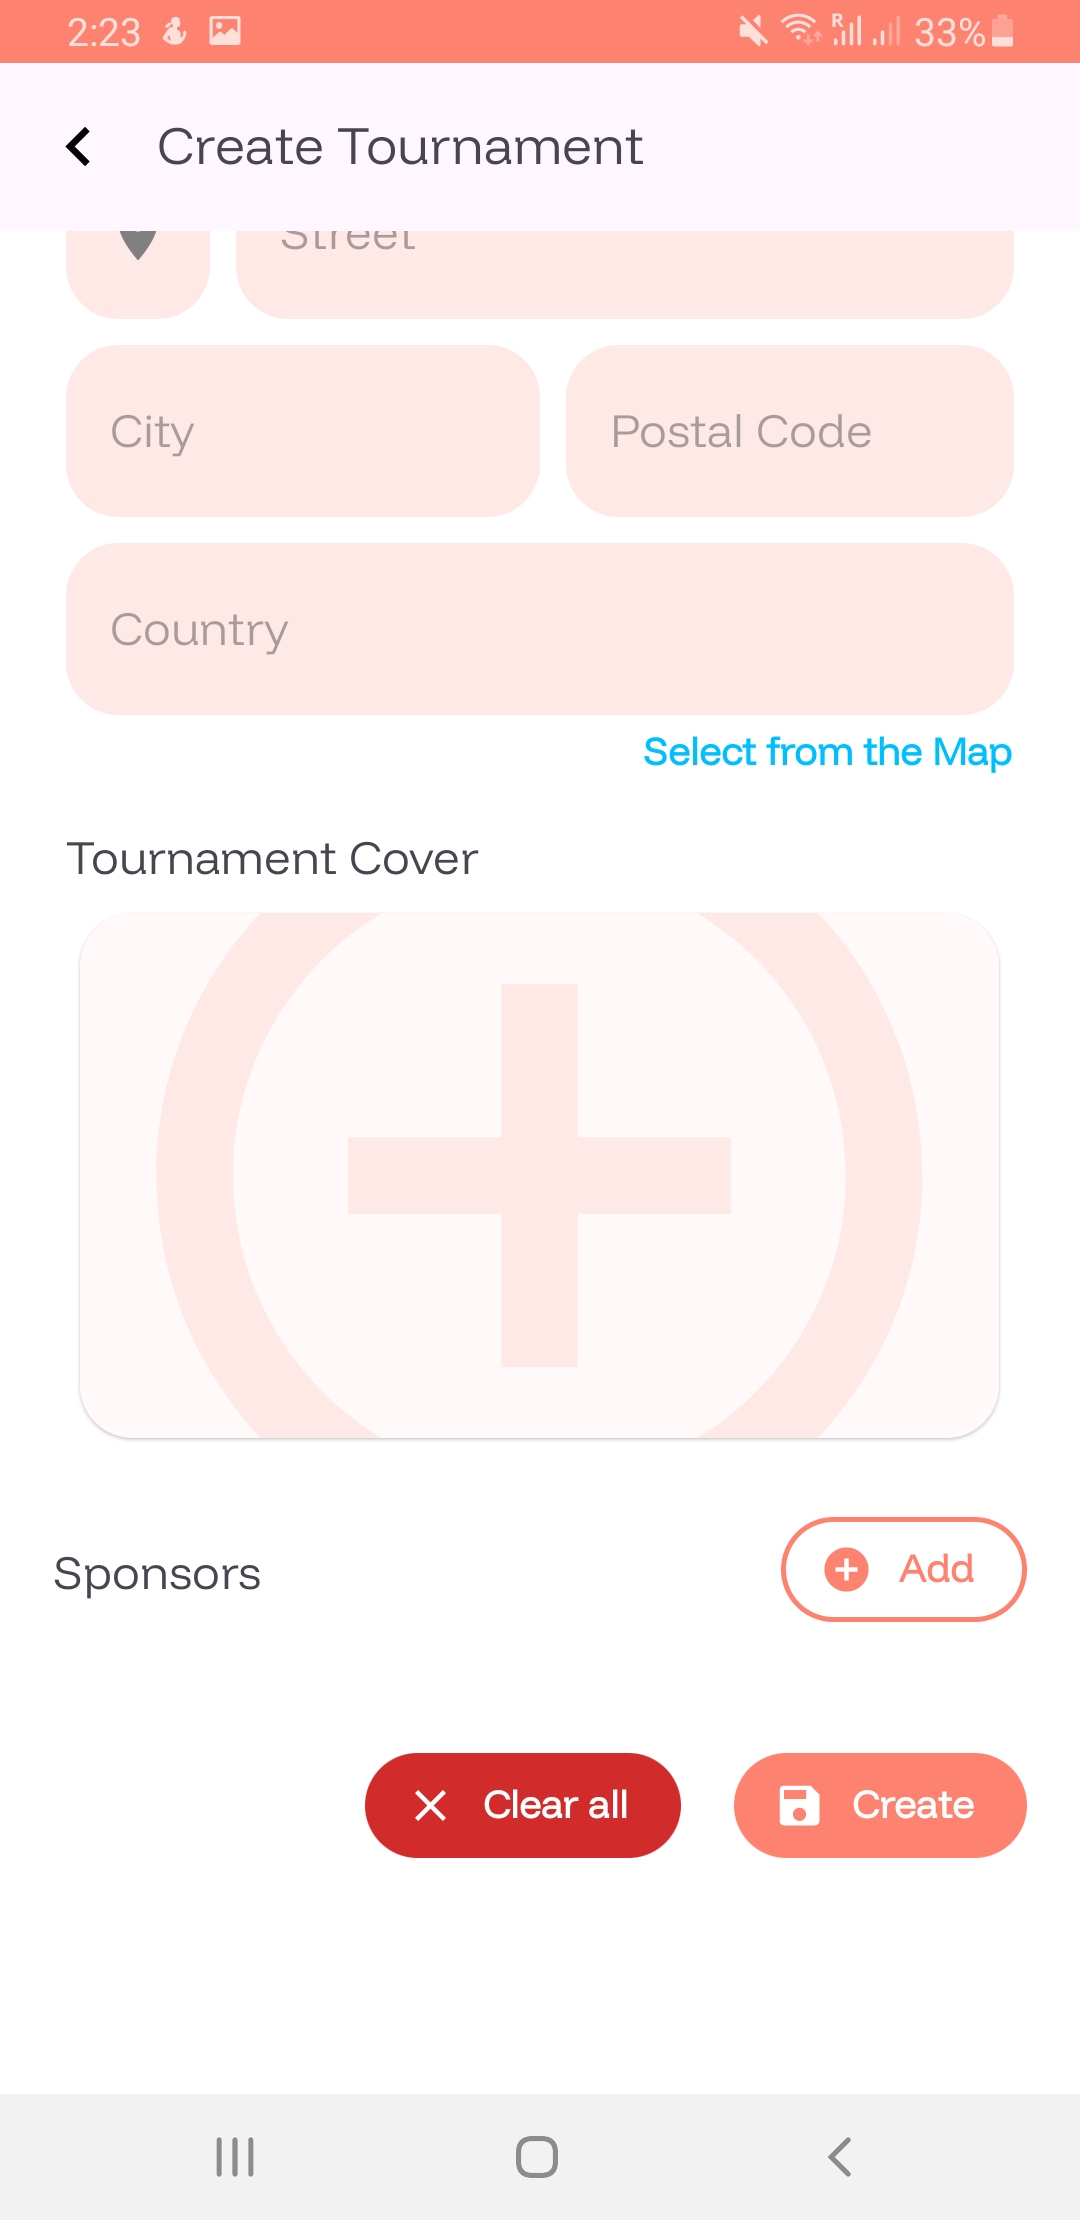 2:23 R 33%
Create Tournament
Street
City Postal Code
Country
Select from the Map
Tournament Cover
Sponsors Add
Clear all Create